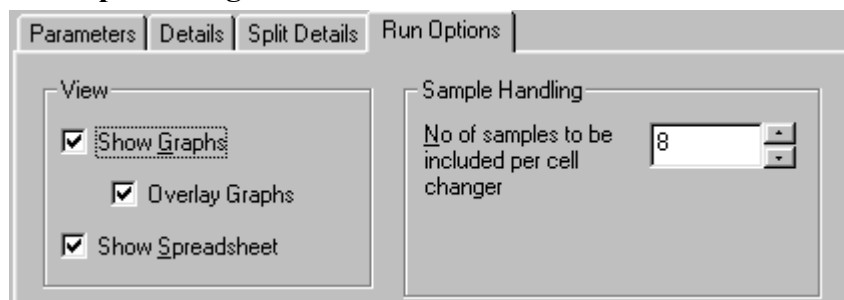 Parameters Details Split Details Run Options
View
Show Graphs
Overlay Graphs
Show Spreadsheet
Sample Handling
No of samples to be
included per cell
changer
8